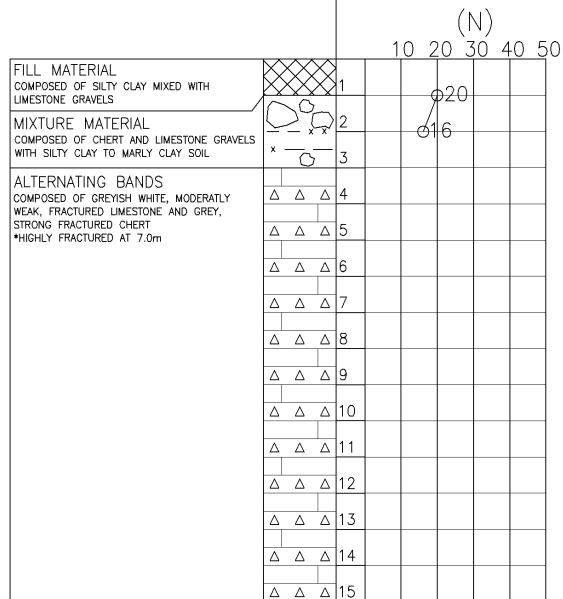 (N)
10 20 30 40 50
FILL MATERIAL
COMPOSED OF SILTY CLAY MIXED WITH
LIMESTONE GRAVELS
1
20
MIXTURE MATERIAL
COMPOSED OF CHERT AND LIMESTONE GRAVELS
WITH SILTY CLAY TO MARLY CLAY SOIL
2
16
3
ALTERNATING BANDS
COMPOSED OF GREYISH WHITE, MODERATLY
WEAK, FRACTURED LIMESTONE AND GREY,
STRONG FRACTURED CHERT
*HIGHLY FRACTURED AT 7.0m
4
5
6
7
8
9
10
11
12
13
14
15